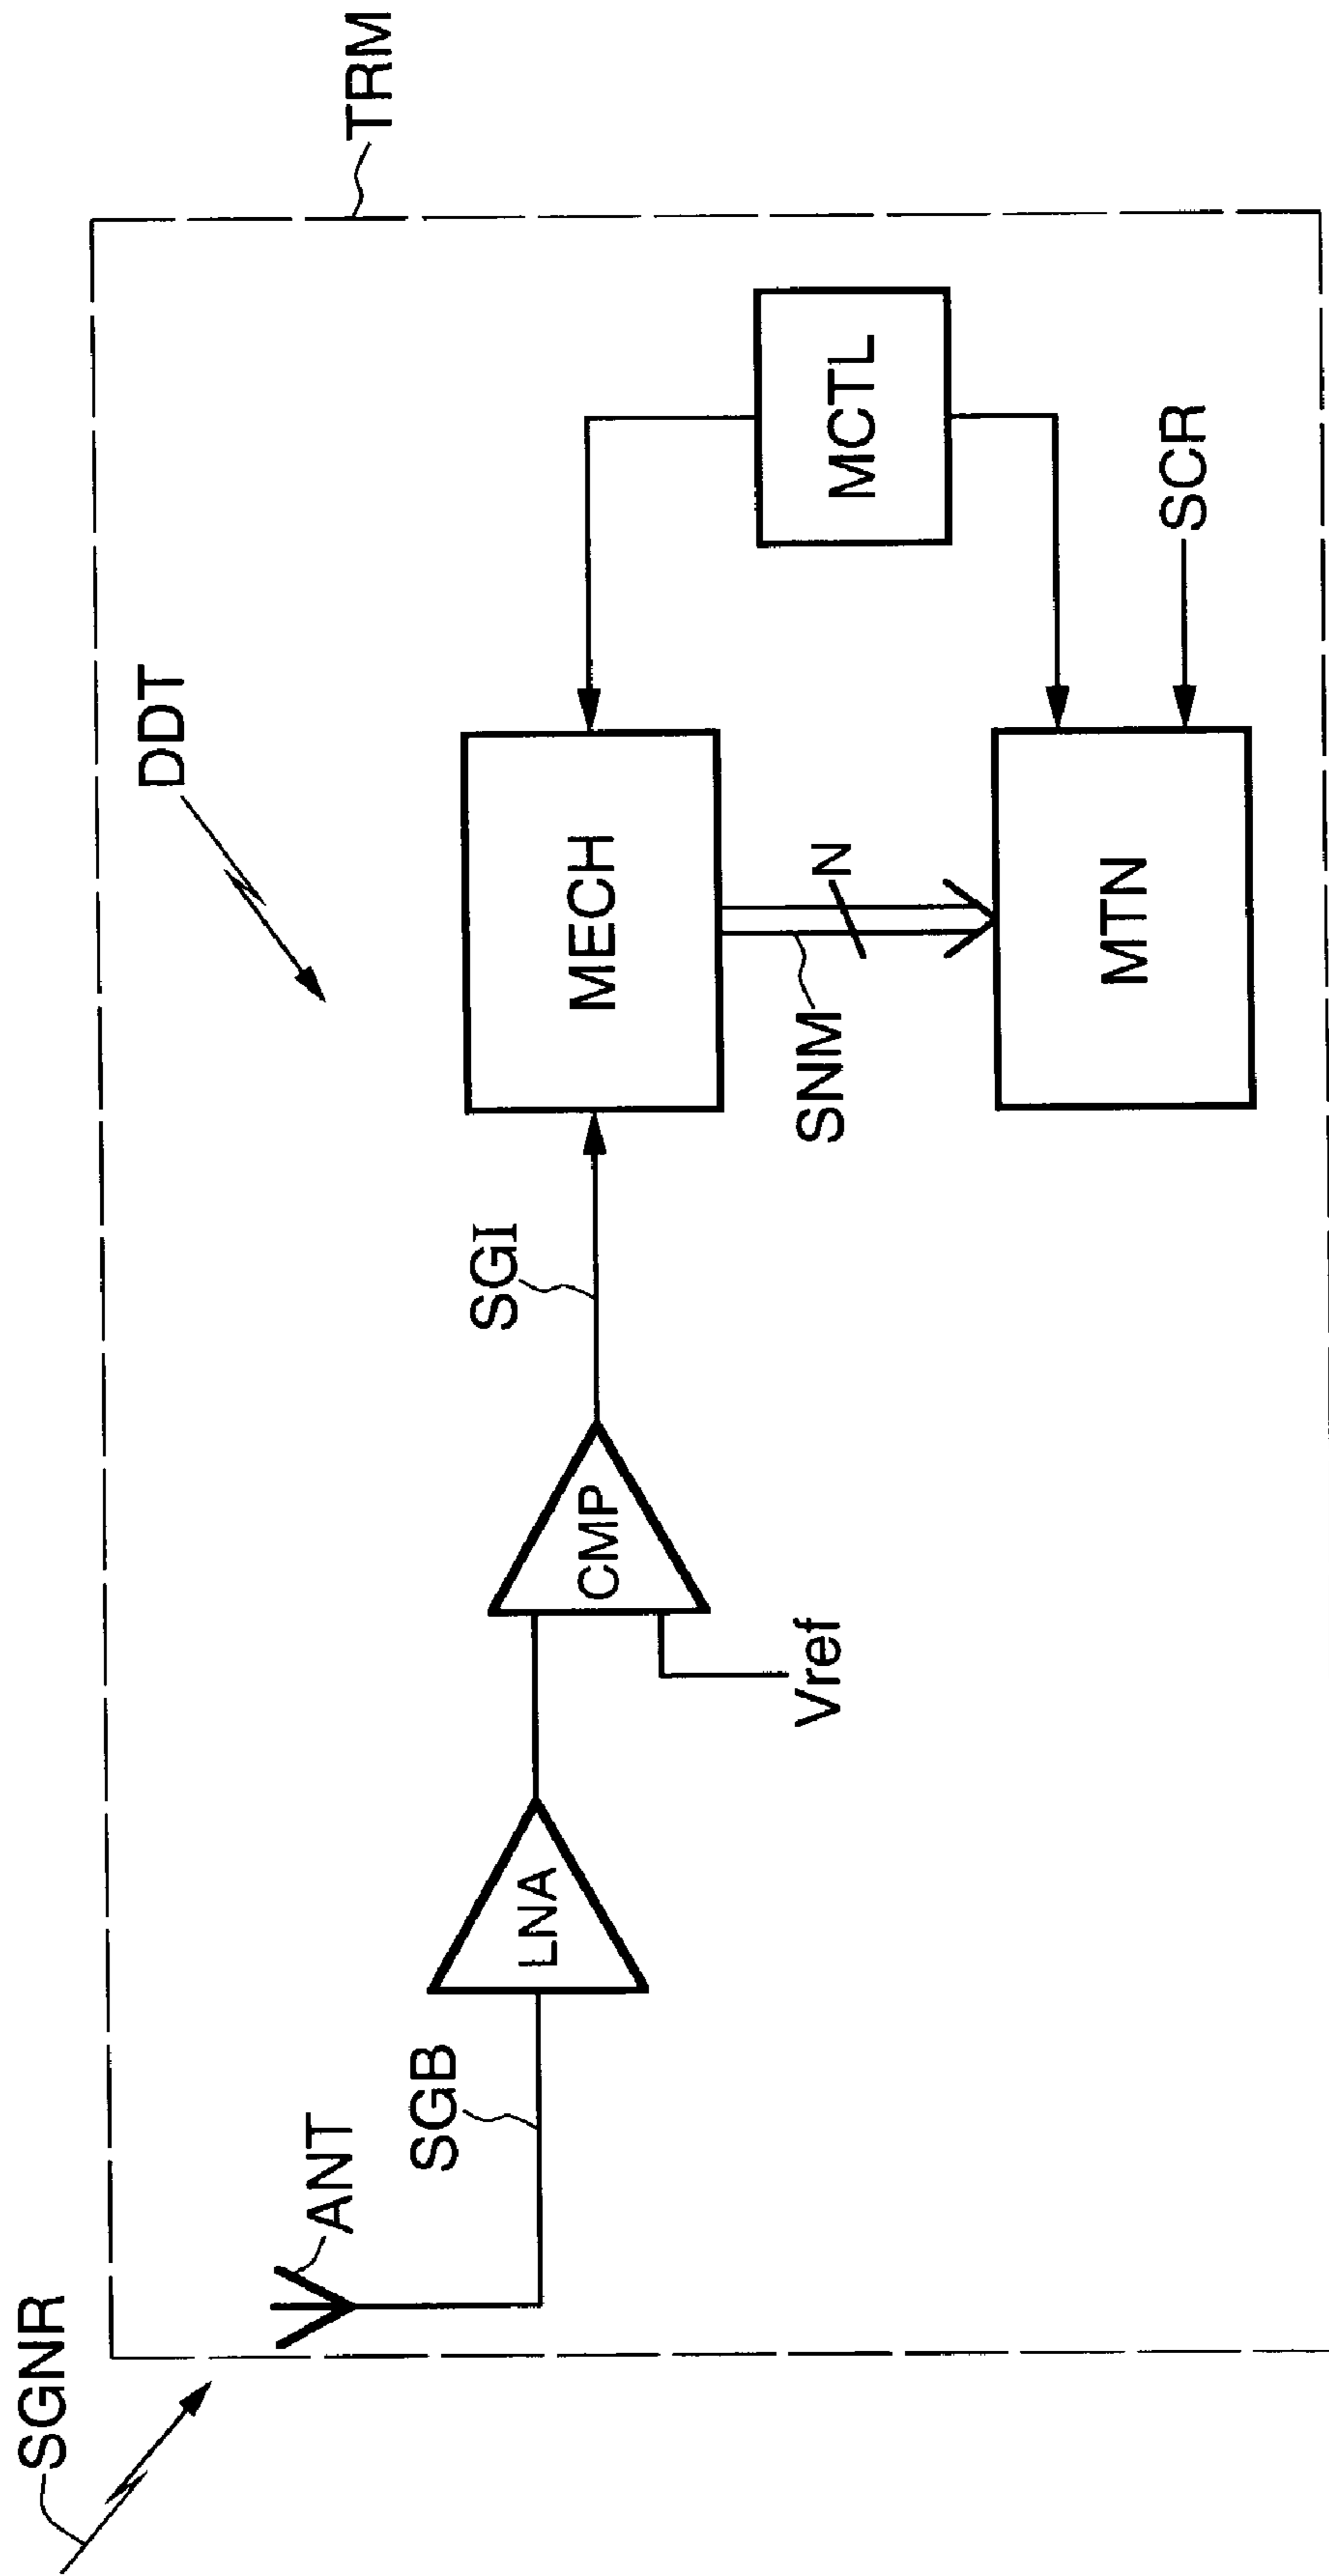 SGNR
TRM
DDT
ANT
SGB
LNA
CMP
Vref
SGI
MECH
MCTL
SNM
N
MTN
SCR